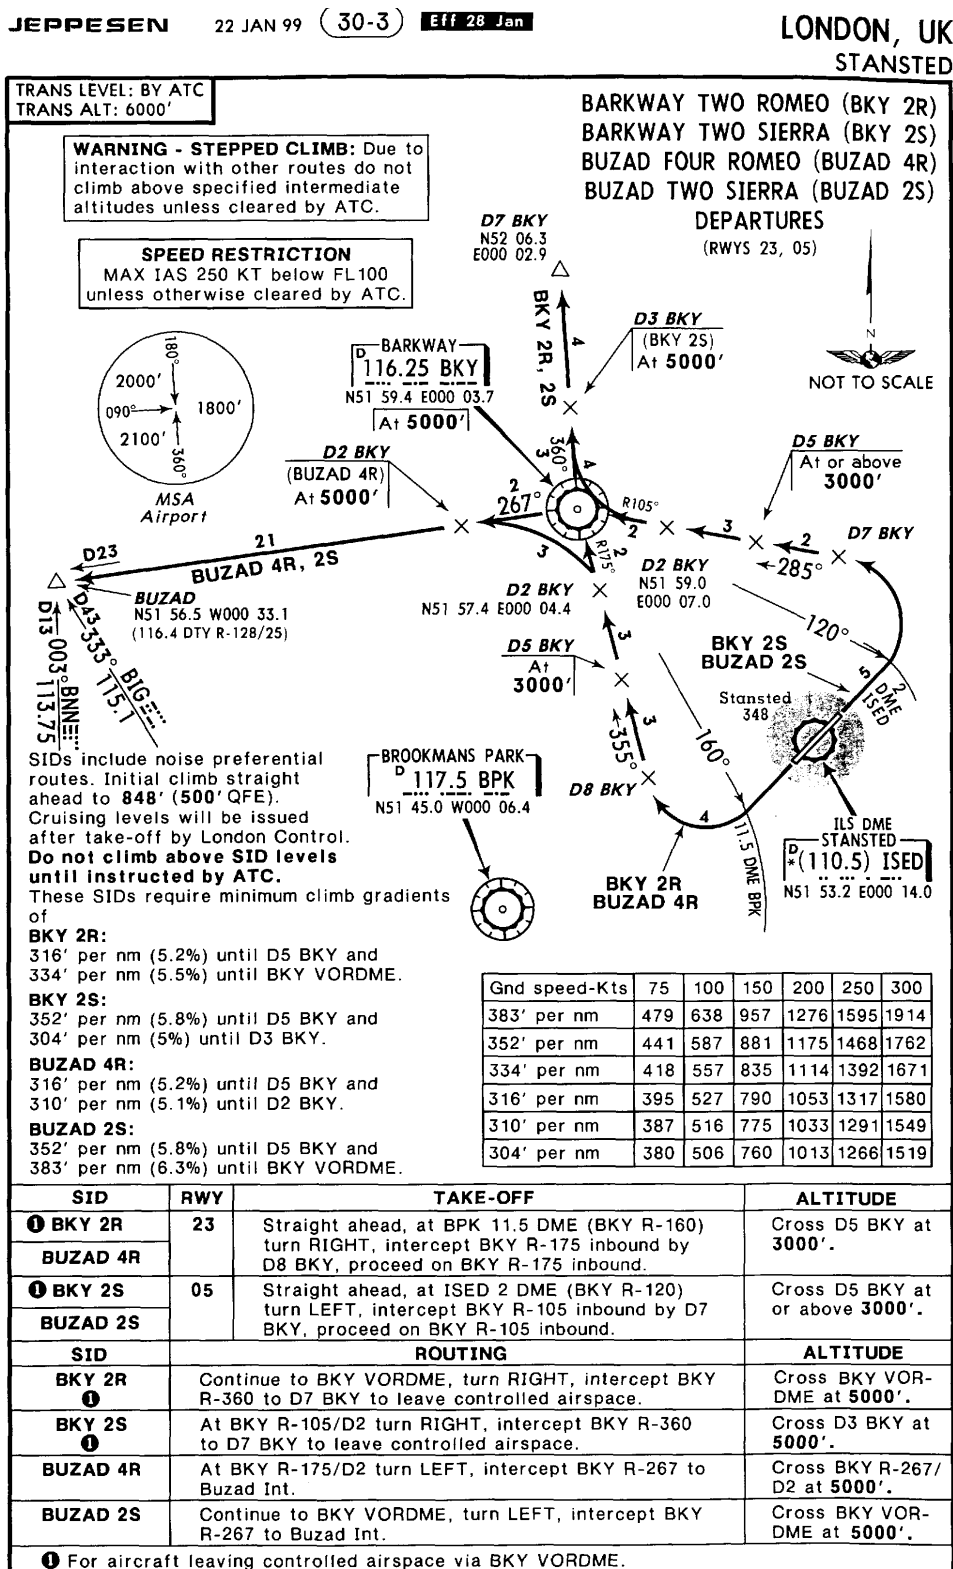 JEPPESEN 22 JAN 99 (30-3) Eff 28 Jan
LONDON, UK
STANSTED
TRANS LEVEL: BY ATC
TRANS ALT: 6000'
BARKWAY TWO ROMEO (BKY 2R)
BARKWAY TWO SIERRA (BKY 2S)
BUZAD FOUR ROMEO (BUZAD 4R)
BUZAD TWO SIERRA (BUZAD 2S)
DEPARTURES
(RWYS 23, 05)
WARNING - STEPPED CLIMB: Due to
interaction with other routes do not
climb above specified intermediate
altitudes unless cleared by ATC.
SPEED RESTRICTION
MAX IAS 250 KT below FL100
unless otherwise cleared by ATC.
D7 BKY
N52 06.3
E000 02.9
BKY 2R, 2S
4
D3 BKY
(BKY 2S)
At 5000'
N
NOT TO SCALE
BARKWAY
D
116.25 BKY
N51 59.4 E000 03.7
At 5000'
180°
2000'
090°
1800'
2100'
360°
MSA
Airport
D2 BKY
(BUZAD 4R)
At 5000'
360°
3
4
D5 BKY
At or above
3000'
2
267°
R105°
2
3
2
D7 BKY
285°
R175°
2
3
D23
21
BUZAD 4R, 2S
BUZAD
N51 56.5 W000 33.1
(116.4 DTY R-128/25)
D2 BKY
N51 57.4 E000 04.4
D2 BKY
N51 59.0
E000 07.0
D13 003° BNN
113.75
D43 333° BIG
115.1
120°
BKY 2S
BUZAD 2S
5
2 DME
ISED
D5 BKY
At
3000'
3
3
355°
160°
Stansted
348
D8 BKY
4
11.5 DME BPK
BKY 2R
BUZAD 4R
BROOKMANS PARK
D
117.5 BPK
N51 45.0 W000 06.4
ILS DME
STANSTED
D
*(110.5) ISED
N51 53.2 E000 14.0
SIDs include noise preferential
routes. Initial climb straight
ahead to 848' (500' QFE).
Cruising levels will be issued
after take-off by London Control.
Do not climb above SID levels
until instructed by ATC.
These SIDs require minimum climb gradients
of
BKY 2R:
316' per nm (5.2%) until D5 BKY and
334' per nm (5.5%) until BKY VORDME.
BKY 2S:
352' per nm (5.8%) until D5 BKY and
304' per nm (5%) until D3 BKY.
BUZAD 4R:
316' per nm (5.2%) until D5 BKY and
310' per nm (5.1%) until D2 BKY.
BUZAD 2S:
352' per nm (5.8%) until D5 BKY and
383' per nm (6.3%) until BKY VORDME.
Gnd speed-Kts 75 100 150 200 250 300
383' per nm 479 638 957 1276 1595 1914
352' per nm 441 587 881 1175 1468 1762
334' per nm 418 557 835 1114 1392 1671
316' per nm 395 527 790 1053 1317 1580
310' per nm 387 516 775 1033 1291 1549
304' per nm 380 506 760 1013 1266 1519
SID RWY TAKE-OFF ALTITUDE
❶ BKY 2R
BUZAD 4R
23
Straight ahead, at BPK 11.5 DME (BKY R-160)
turn RIGHT, intercept BKY R-175 inbound by
D8 BKY, proceed on BKY R-175 inbound.
Cross D5 BKY at
3000'.
❶ BKY 2S
BUZAD 2S
05
Straight ahead, at ISED 2 DME (BKY R-120)
turn LEFT, intercept BKY R-105 inbound by D7
BKY, proceed on BKY R-105 inbound.
Cross D5 BKY at
or above 3000'.
SID ROUTING ALTITUDE
BKY 2R
❶
Continue to BKY VORDME, turn RIGHT, intercept BKY
R-360 to D7 BKY to leave controlled airspace.
Cross BKY VOR-
DME at 5000'.
BKY 2S
❶
At BKY R-105/D2 turn RIGHT, intercept BKY R-360
to D7 BKY to leave controlled airspace.
Cross D3 BKY at
5000'.
BUZAD 4R
At BKY R-175/D2 turn LEFT, intercept BKY R-267 to
Buzad Int.
Cross BKY R-267/
D2 at 5000'.
BUZAD 2S
Continue to BKY VORDME, turn LEFT, intercept BKY
R-267 to Buzad Int.
Cross BKY VOR-
DME at 5000'.
❶ For aircraft leaving controlled airspace via BKY VORDME.